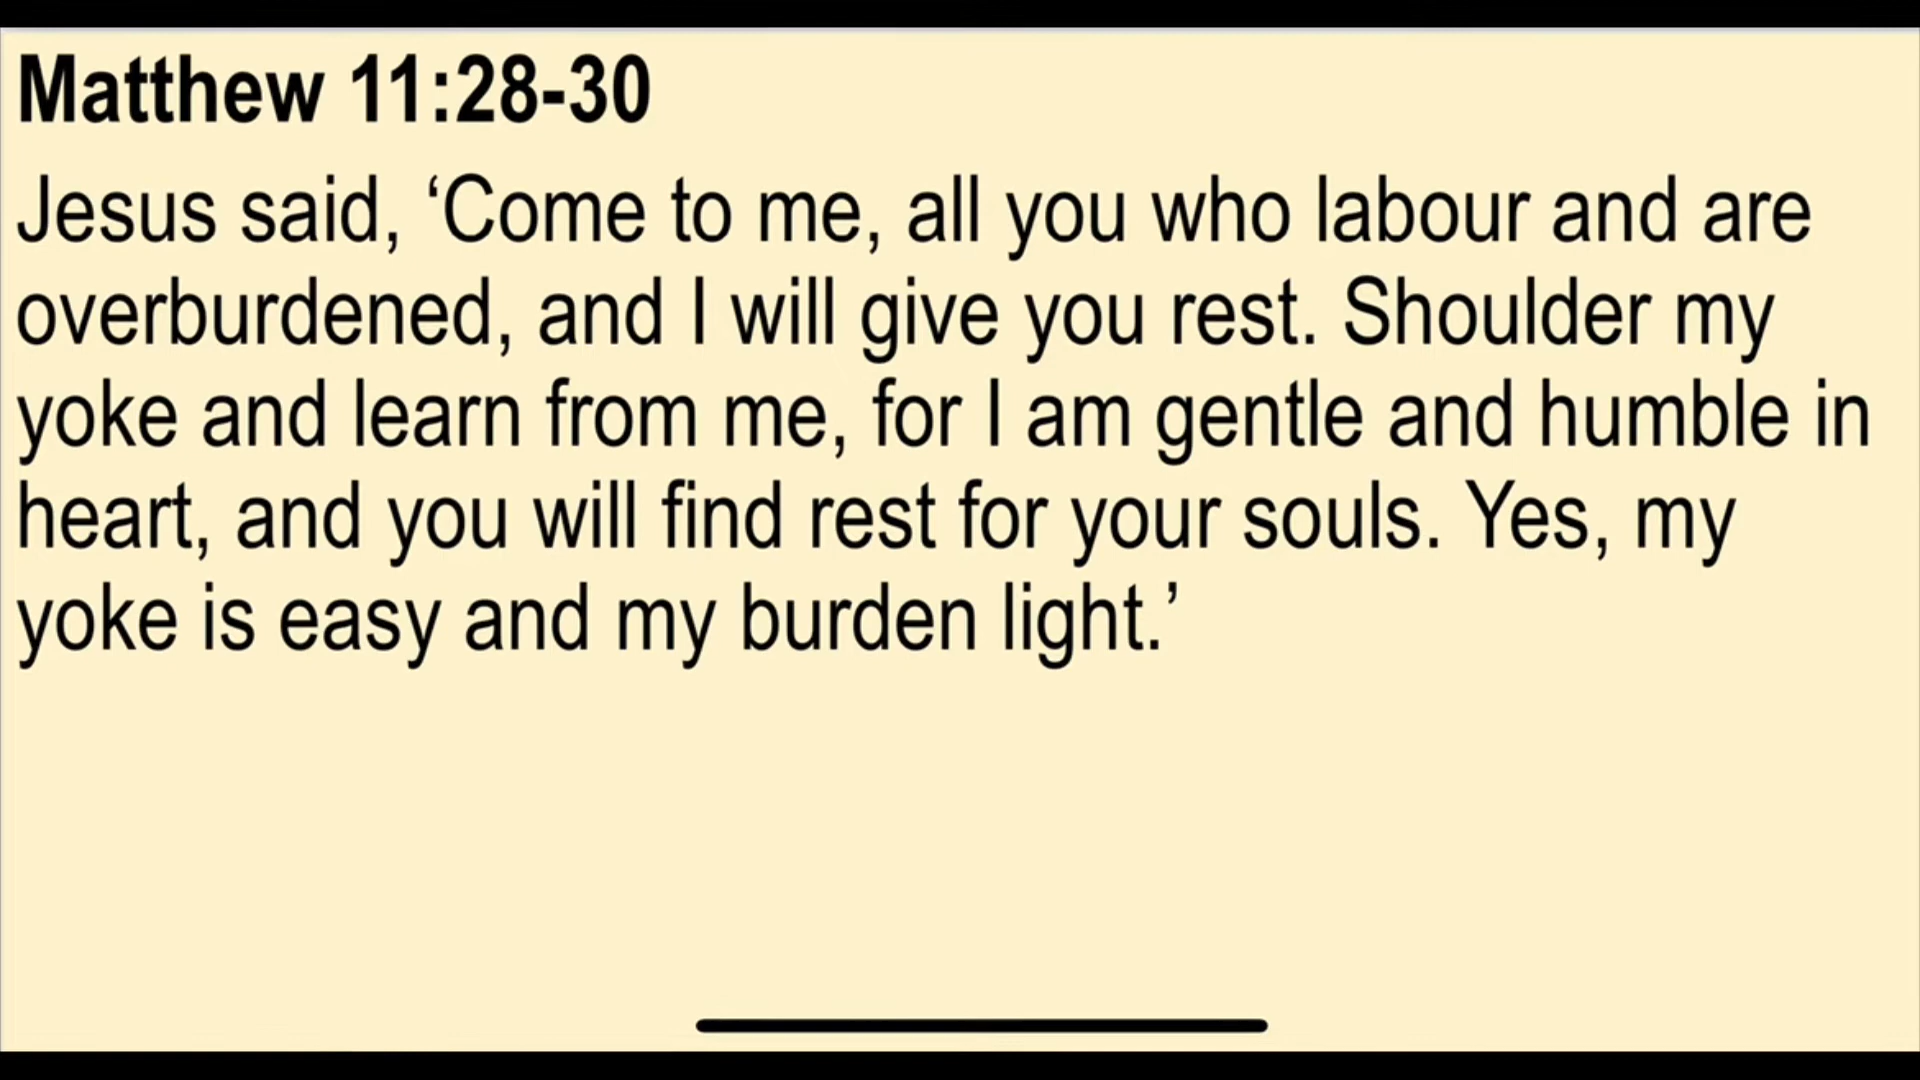 Matthew 11:28-30
Jesus said, ‘Come to me, all you who labour and are
overburdened, and I will give you rest. Shoulder my
yoke and learn from me, for I am gentle and humble in
heart, and you will find rest for your souls. Yes, my
yoke is easy and my burden light.’